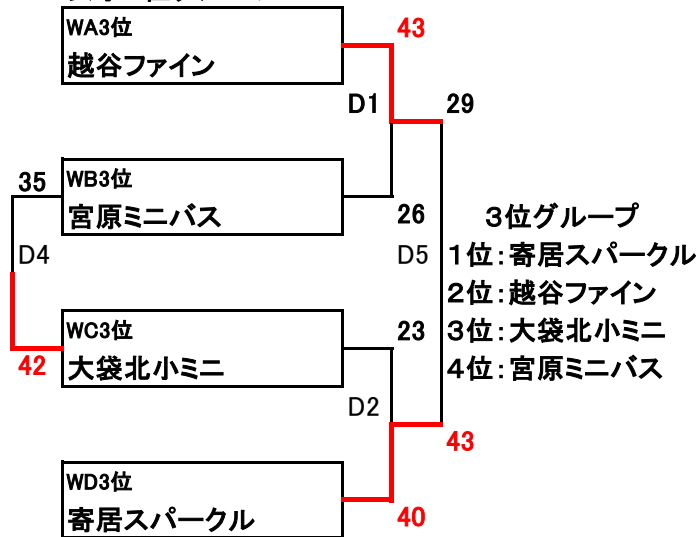 WA3位
越谷ファイン
43
D1
29
35
WB3位
宮原ミニバス
26
D4
D5
3位グループ
1位:寄居スパークル
2位:越谷ファイン
3位:大袋北小ミニ
4位:宮原ミニバス
WC3位
大袋北小ミニ
23
42
D2
43
WD3位
寄居スパークル
40